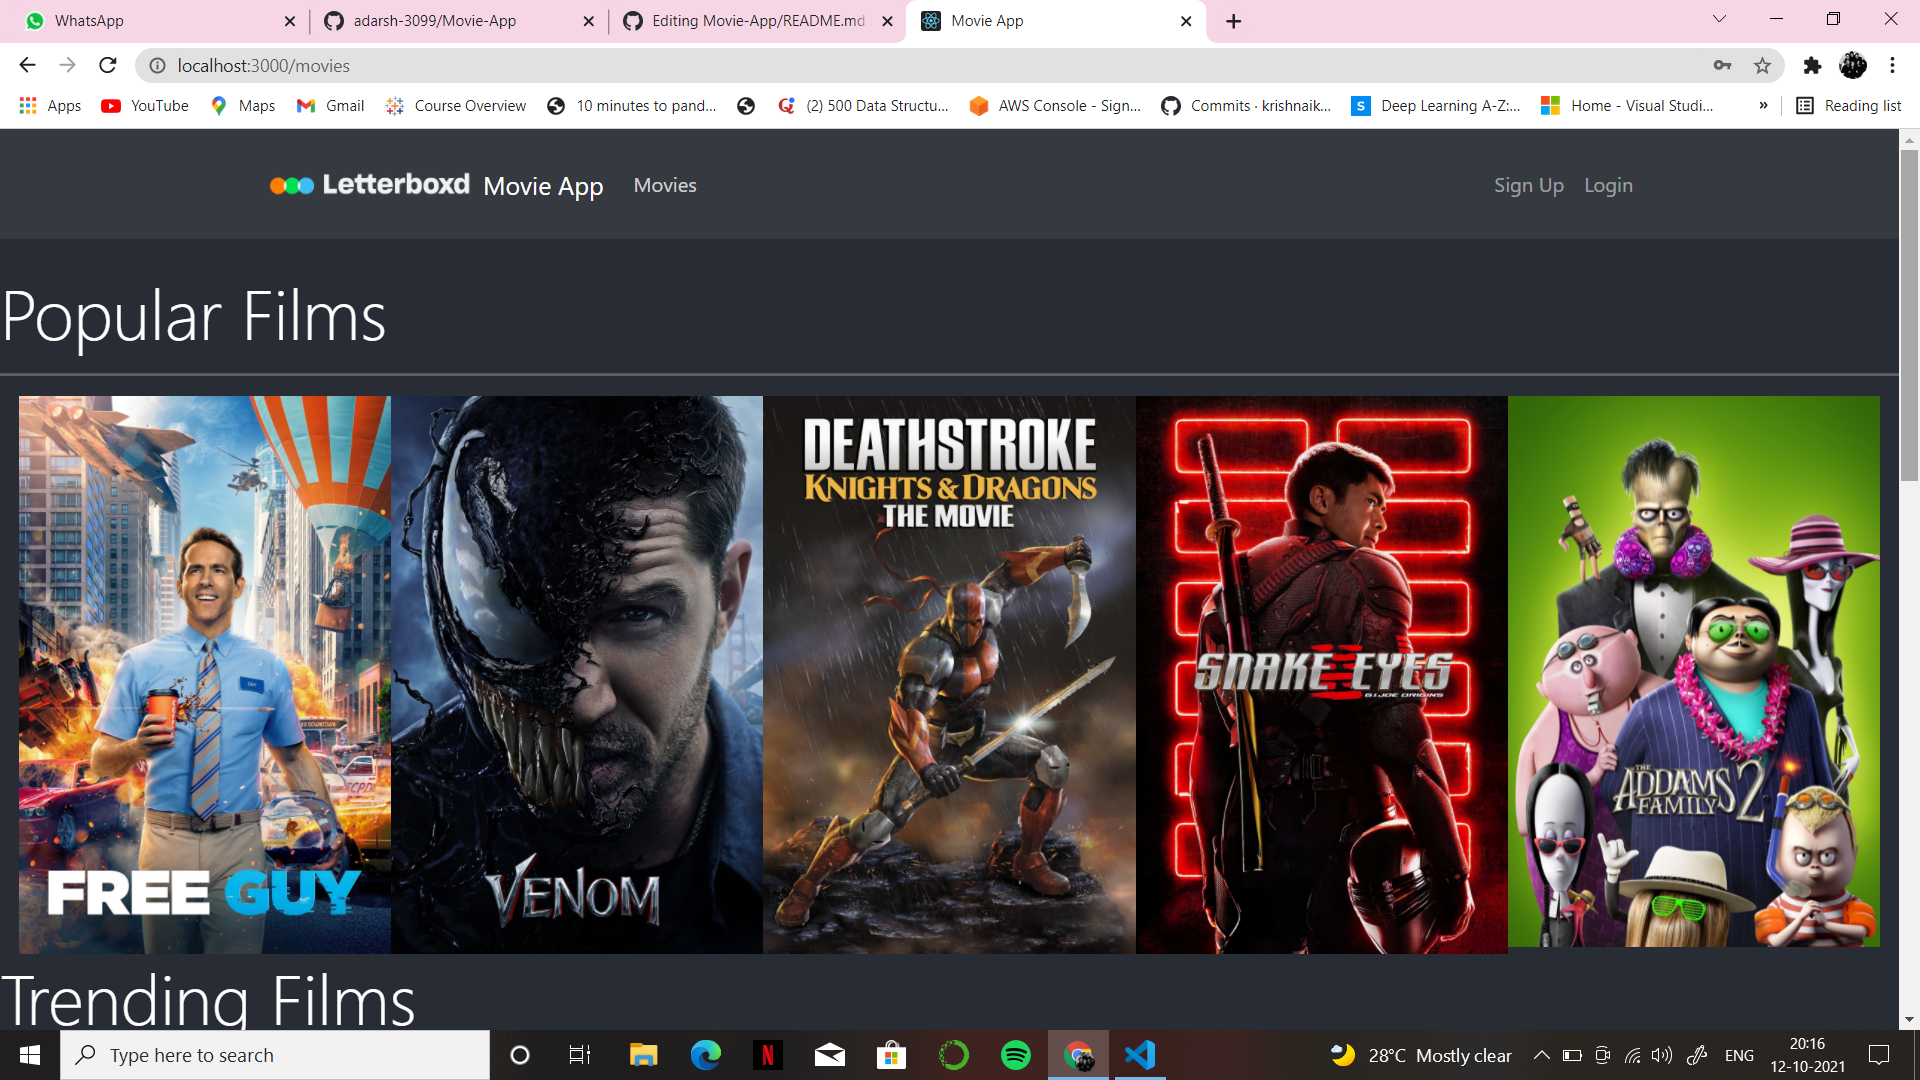 WhatsApp
adarsh-3099/Movie-App
Editing Movie-App/README.md
Movie App
localhost:3000/movies
Apps
YouTube
Maps
Gmail
Course Overview
10 minutes to pand...
(2) 500 Data Structu...
AWS Console - Sign...
Commits · krishnaik...
Deep Learning A-Z:...
Home - Visual Studi...
»
Reading list
Letterboxd
Movie App
Movies
Sign Up
Login
Popular Films
GUY
FREE GUY
VENOM
DEATHSTROKE
KNIGHTS & DRAGONS
THE MOVIE
SNAKE EYES
G.I. JOE ORIGINS
THE
ADDAMS
FAMILY 2
Trending Films
Type here to search
28°C Mostly clear
ENG
20:16
12-10-2021